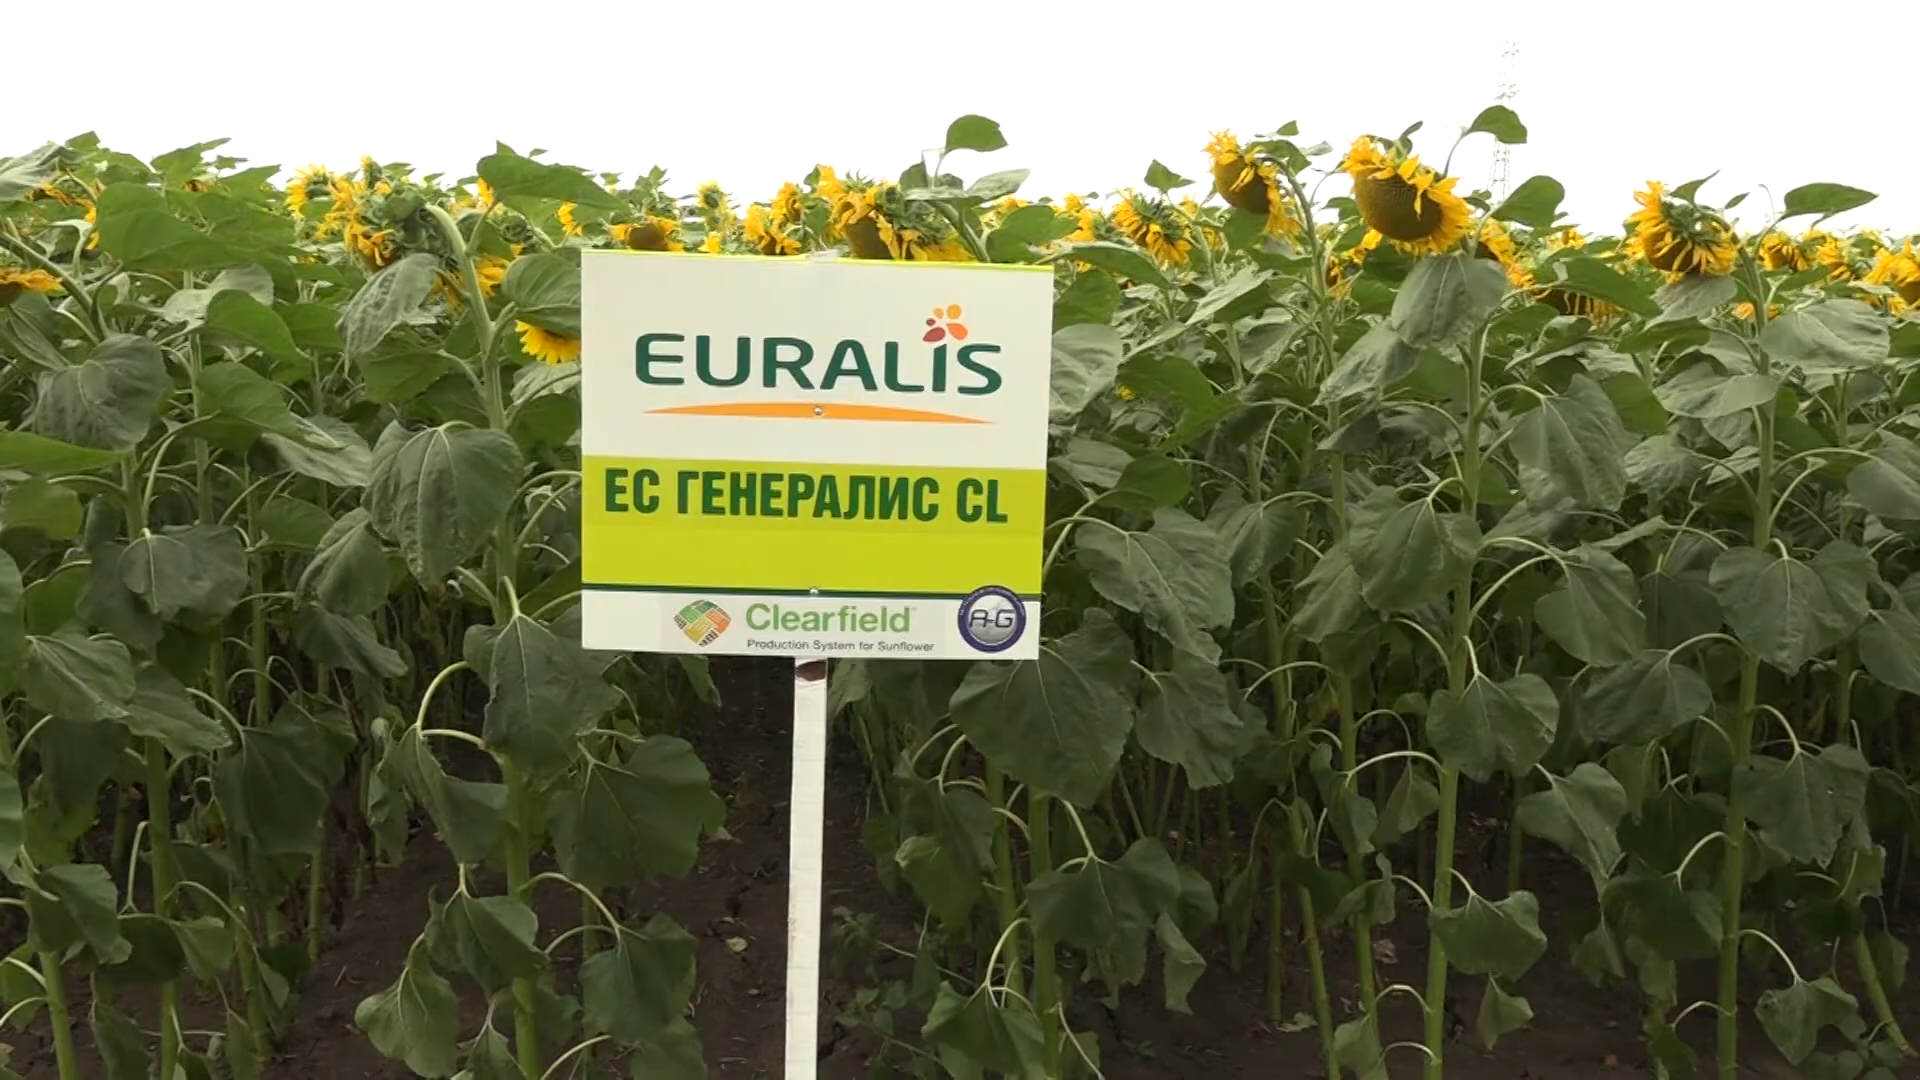 EURALIS
ЕС ГЕНЕРАЛИС CL
Clearfield
Production System for Sunflower
A-G